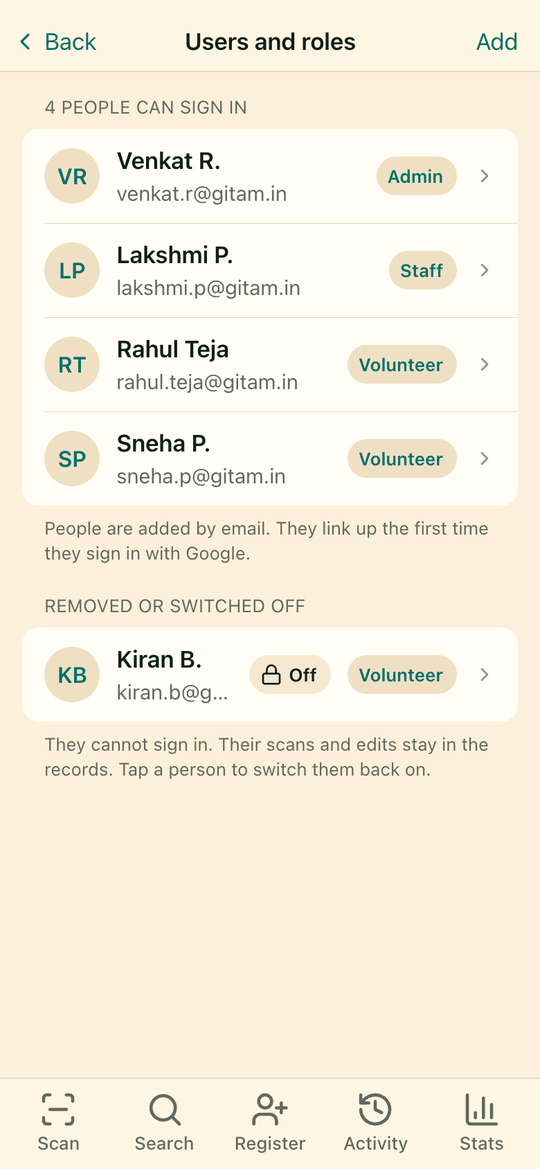 Back
Users and roles
Add
4 PEOPLE CAN SIGN IN
VR
Venkat R.
venkat.r@gitam.in
Admin
LP
Lakshmi P.
lakshmi.p@gitam.in
Staff
RT
Rahul Teja
rahul.teja@gitam.in
Volunteer
SP
Sneha P.
sneha.p@gitam.in
Volunteer
People are added by email. They link up the first time
they sign in with Google.
REMOVED OR SWITCHED OFF
KB
Kiran B.
kiran.b@g...
Off
Volunteer
They cannot sign in. Their scans and edits stay in the
records. Tap a person to switch them back on.
Scan
Search
Register
Activity
Stats